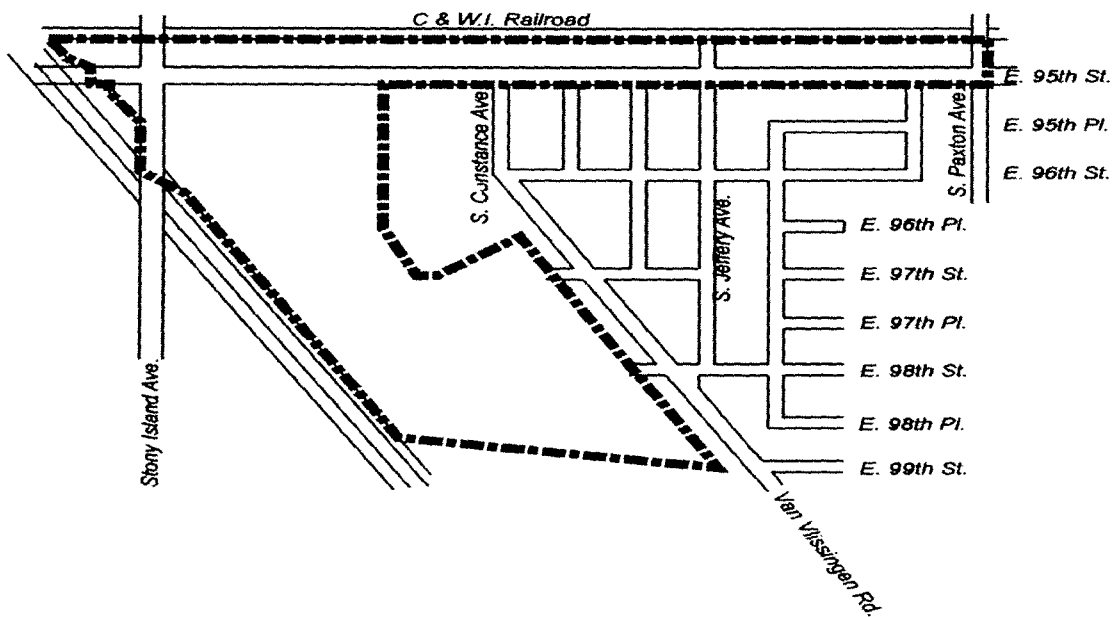 C & W.I. Railroad
E. 95th St.
E. 95th Pl.
E. 96th St.
S. Paxton Ave
S. Constance Ave.
S. Jeffery Ave.
E. 96th Pl.
E. 97th St.
E. 97th Pl.
E. 98th St.
E. 98th Pl.
E. 99th St.
Stony Island Ave.
Van Vlissingen Rd.